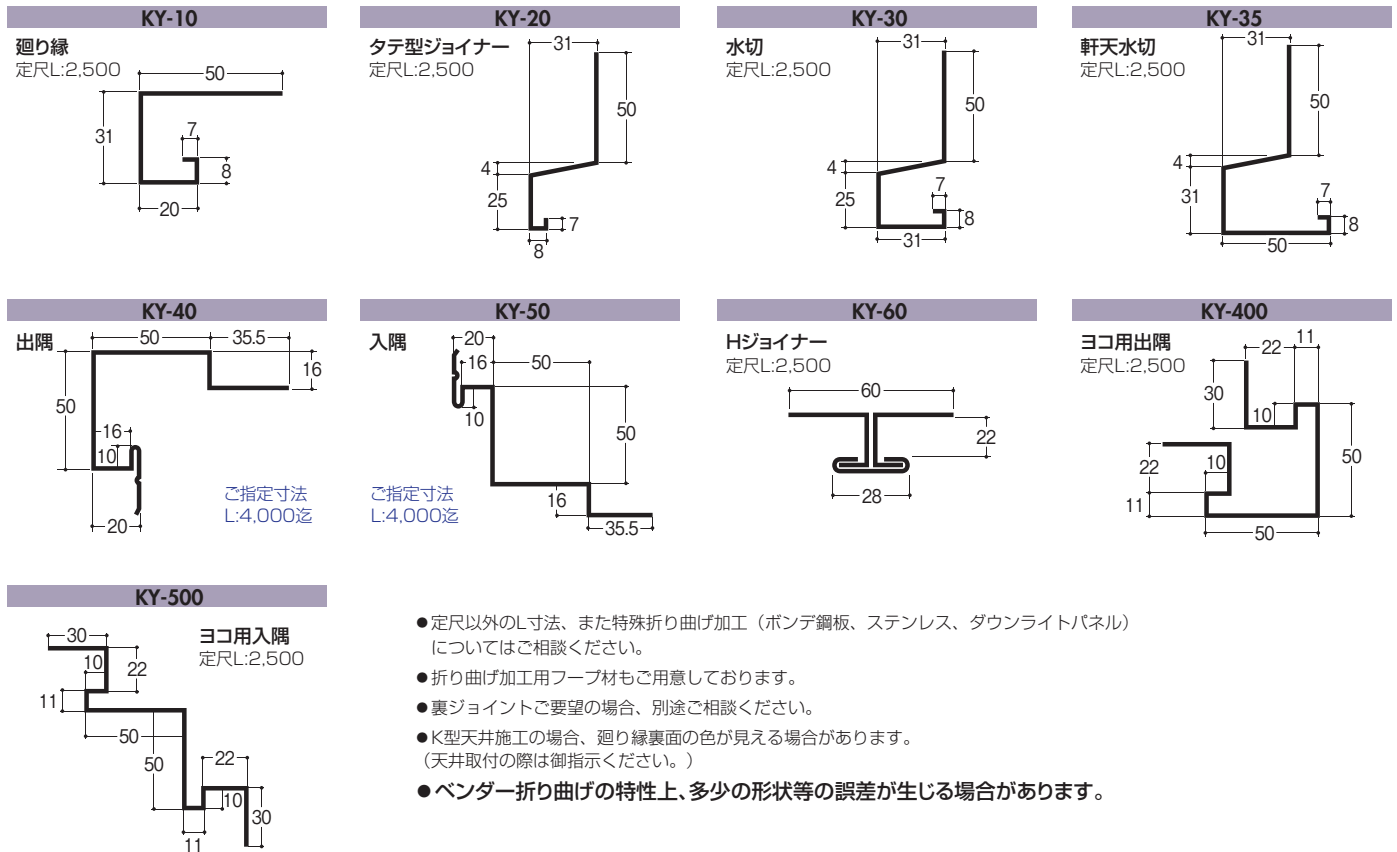 KY-10
廻り縁
定尺L:2,500
50
31
7
8
20
KY-20
タテ型ジョイナー
定尺L:2,500
31
50
4
25
7
8
KY-30
水切
定尺L:2,500
31
50
4
25
7
8
31
KY-35
軒天水切
定尺L:2,500
31
50
4
31
7
8
50
KY-40
出隅
50
35.5
16
50
16
10
20
ご指定寸法
L:4,000迄
KY-50
入隅
20
16
50
10
50
16
35.5
ご指定寸法
L:4,000迄
KY-60
Hジョイナー
定尺L:2,500
60
22
28
KY-400
ヨコ用出隅
定尺L:2,500
22
11
30
10
50
22
10
11
50
KY-500
ヨコ用入隅
定尺L:2,500
30
10
22
11
50
50
22
10
30
11
●定尺以外のL寸法、また特殊折り曲げ加工（ボンデ鋼板、ステンレス、ダウンライトパネル）
についてはご相談ください。
●折り曲げ加工用フープ材もご用意しております。
●裏ジョイントご要望の場合、別途ご相談ください。
●K型天井施工の場合、廻り縁裏面の色が見える場合があります。
（天井取付の際は御指示ください。）
●ベンダー折り曲げの特性上、多少の形状等の誤差が生じる場合があります。